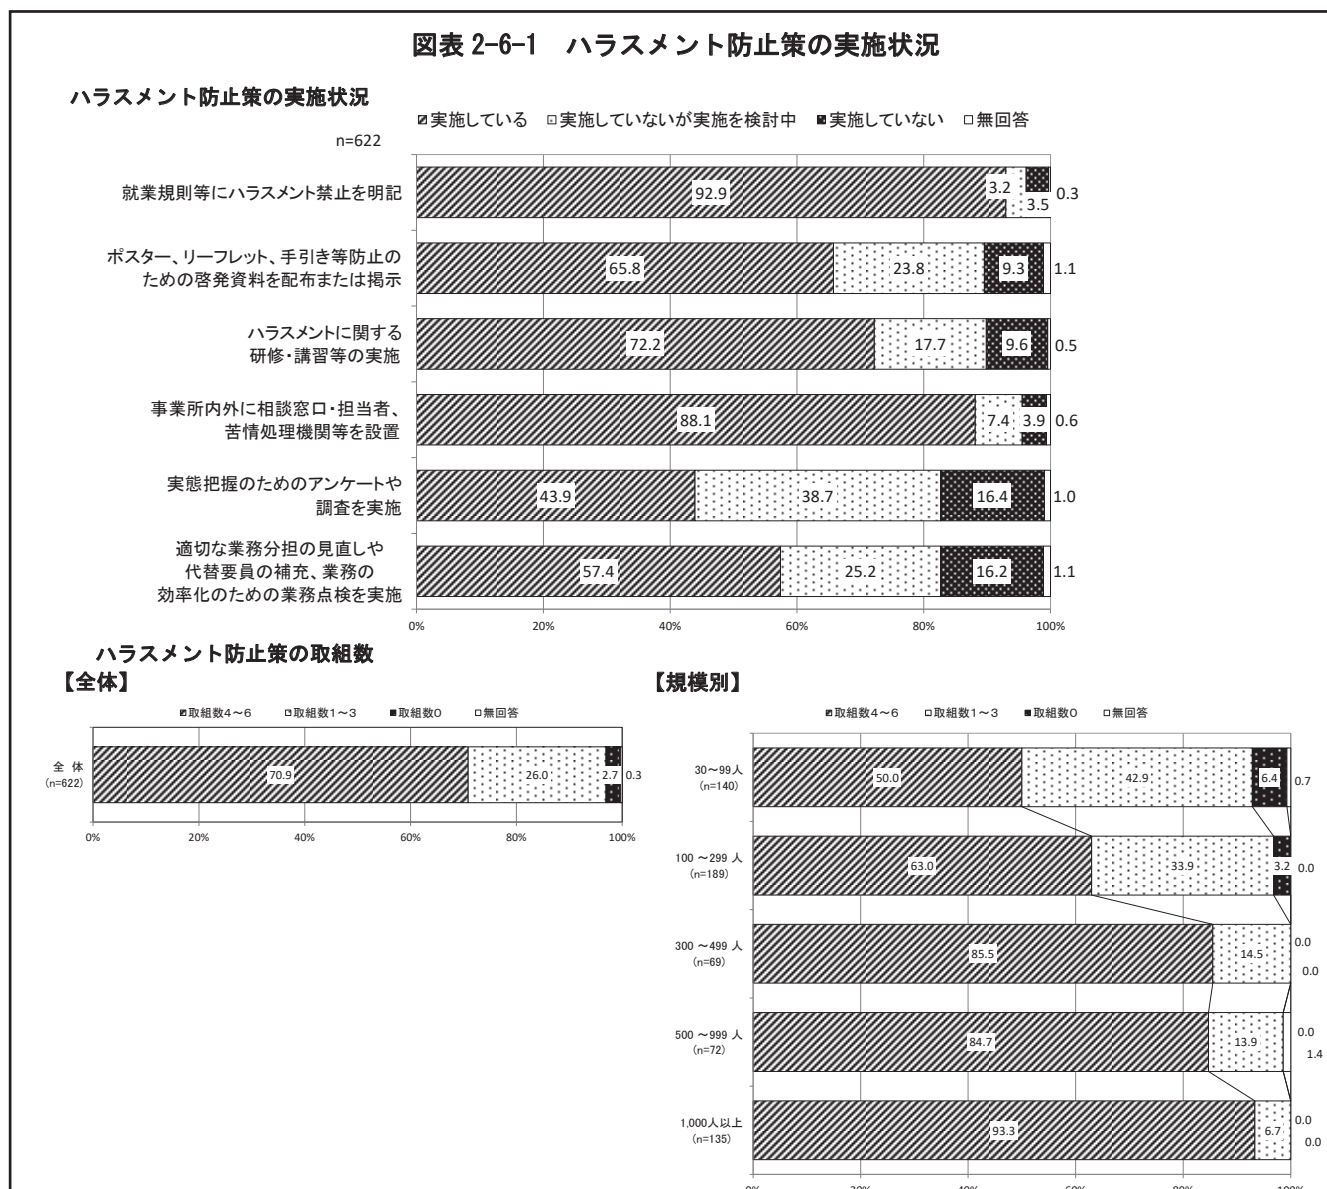 図表 2-6-1　ハラスメント防止策の実施状況
ハラスメント防止策の実施状況
実施している 実施していないが実施を検討中 実施していない 無回答
n=622
就業規則等にハラスメント禁止を明記
92.9 3.2 3.5 0.3
ポスター、リーフレット、手引き等防止の
ための啓発資料を配布または掲示
65.8 23.8 9.3 1.1
ハラスメントに関する
研修・講習等の実施
72.2 17.7 9.6 0.5
事業所内外に相談窓口・担当者、
苦情処理機関等を設置
88.1 7.4 3.9 0.6
実態把握のためのアンケートや
調査を実施
43.9 38.7 16.4 1.0
適切な業務分担の見直しや
代替要員の補充、業務の
効率化のための業務点検を実施
57.4 25.2 16.2 1.1
0% 20% 40% 60% 80% 100%
ハラスメント防止策の取組数
【全体】
取組数4～6 取組数1～3 取組数0 無回答
全 体
(n=622)
70.9 26.0 2.7 0.3
0% 20% 40% 60% 80% 100%
【規模別】
取組数4～6 取組数1～3 取組数0 無回答
30～99人
(n=140)
50.0 42.9 6.4 0.7
100 ～299 人
(n=189)
63.0 33.9 3.2 0.0
300 ～499 人
(n=69)
85.5 14.5 0.0 0.0
500 ～999 人
(n=72)
84.7 13.9 0.0 1.4
1,000人以上
(n=135)
93.3 6.7 0.0 0.0
0% 20% 40% 60% 80% 100%